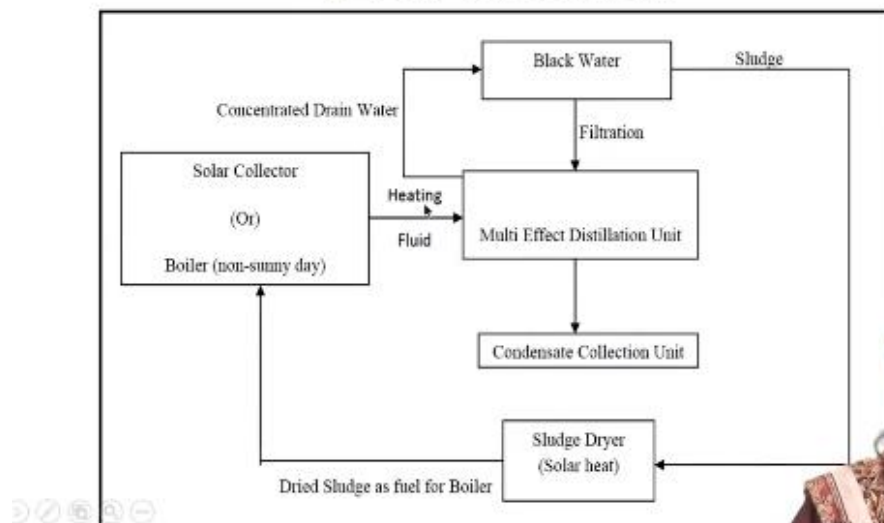 Black Water
Sludge
Concentrated Drain Water
Filtration
Solar Collector
(Or)
Boiler (non-sunny day)
Heating
Fluid
Multi Effect Distillation Unit
Condensate Collection Unit
Sludge Dryer
(Solar heat)
Dried Sludge as fuel for Boiler